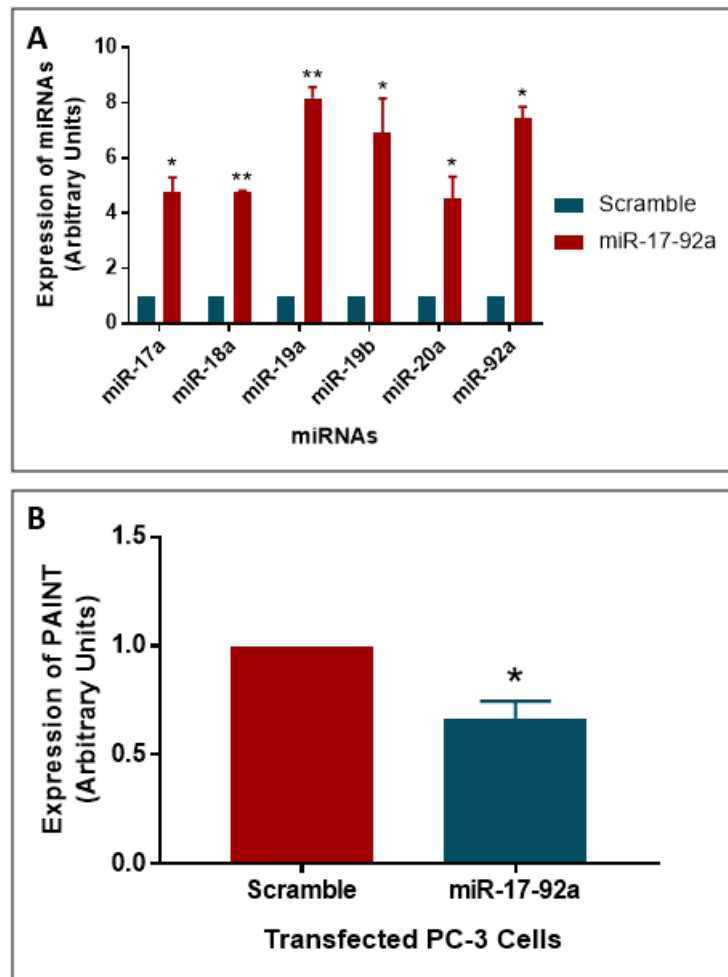 A
Expression of miRNAs
(Arbitrary Units)
10
8
6
4
2
0
*
**
**
*
*
*
Scramble
miR-17-92a
miR-17a
miR-18a
miR-19a
miR-19b
miR-20a
miR-92a
miRNAs
B
Expression of PAINT
(Arbitrary Units)
1.5
1.0
0.5
0.0
*
Scramble
miR-17-92a
Transfected PC-3 Cells